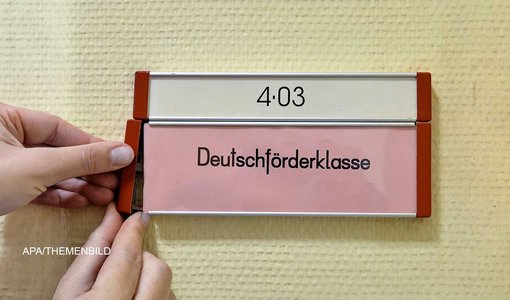 4·03
Deutschförderklasse
APA/THEMENBILD